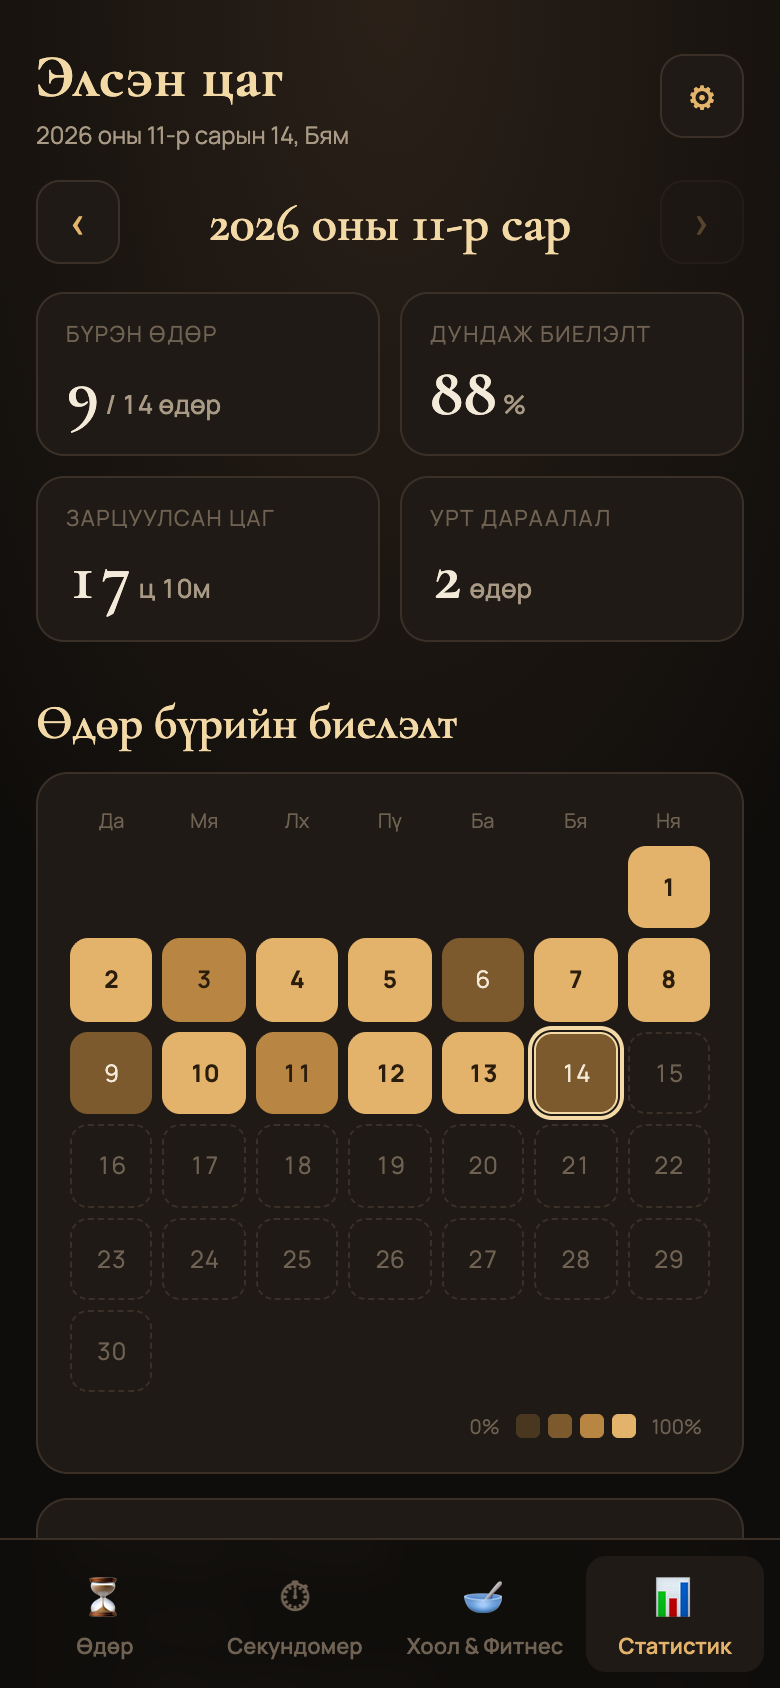 Элсэн цаг
2026 оны 11-р сарын 14, Бям
2026 оны 11-р сар
БҮРЭН ӨДӨР
9 / 14 өдөр
ДУНДАЖ БИЕЛЭЛТ
88 %
ЗАРЦУУЛСАН ЦАГ
17 ц 10м
УРТ ДАРААЛАЛ
2 өдөр
Өдөр бүрийн биелэлт
Да Мя Лх Пү Ба Бя Ня
1
2 3 4 5 6 7 8
9 10 11 12 13 14 15
16 17 18 19 20 21 22
23 24 25 26 27 28 29
30
0% 100%
Өдөр Секундомер Хоол & Фитнес Статистик